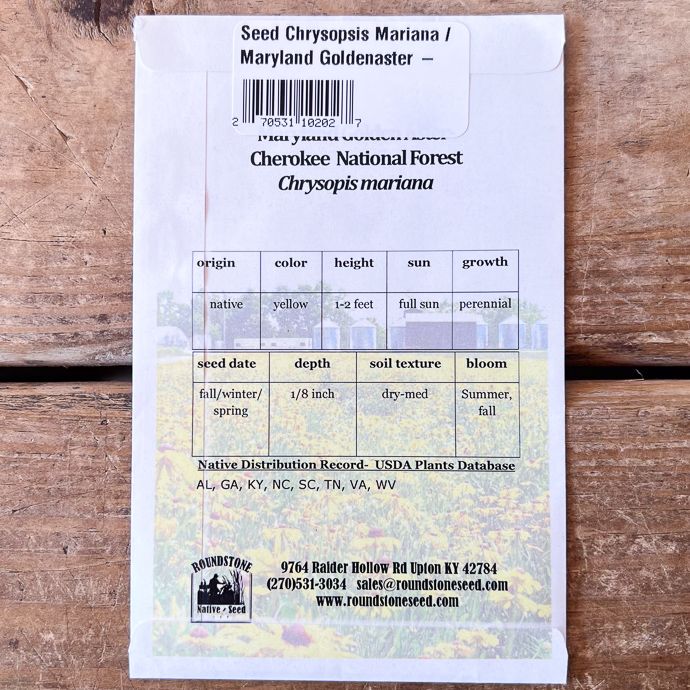 Seed Chrysopsis Mariana /
Maryland Goldenaster –
2 70531 10202 7
Maryland Golden Aster
Cherokee National Forest
Chrysopis mariana
origin color height sun growth
native yellow 1-2 feet full sun perennial
seed date depth soil texture bloom
fall/winter/ 1/8 inch dry-med Summer,
spring fall
Native Distribution Record- USDA Plants Database
AL, GA, KY, NC, SC, TN, VA, WV
ROUNDSTONE
Native - Seed
9764 Raider Hollow Rd Upton KY 42784
(270)531-3034 sales@roundstoneseed.com
www.roundstoneseed.com